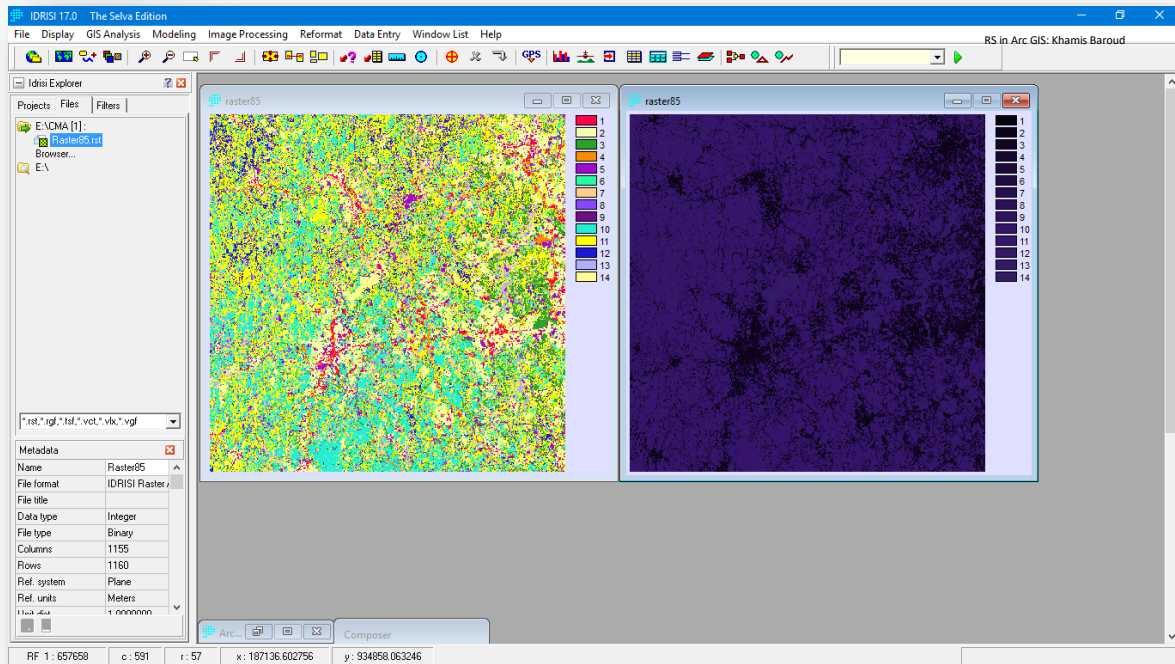 IDRISI 17.0 The Selva Edition
File Display GIS Analysis Modeling Image Processing Reformat Data Entry Window List Help
RS in Arc GIS: Khamis Baroud
GPS
Idrisi Explorer
Projects Files Filters
E:\CMA [1] :
Raster85.rst
Browser...
E:\
*.rst,*.rgf,*.tsf,*.vct,*.vlx,*.vgf
Metadata
Name Raster85
File format IDRISI Raster
File title
Data type Integer
File type Binary
Columns 1155
Rows 1160
Ref. system Plane
Ref. units Meters
Unit dist 1.0000000
raster85
1
2
3
4
5
6
7
8
9
10
11
12
13
14
raster85
1
2
3
4
5
6
7
8
9
10
11
12
13
14
Arc...
Composer
RF 1 : 657658 c : 591 r : 57 x : 187136.602756 y : 934858.063246